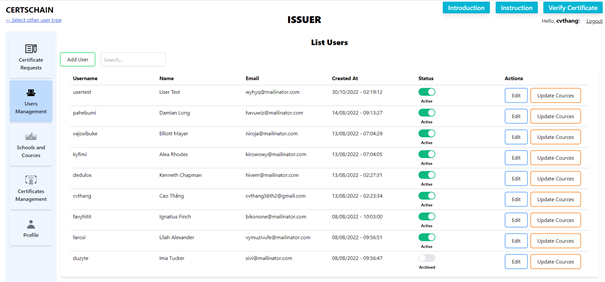 CERTSCHAIN
← Select other user type
ISSUER
Introduction Instruction Verify Certificate
Hello, cvthang! Logout
Certificate
Requests
Users
Management
Schools and
Cources
Certificates
Management
Profile
List Users
Add User Search...
Username Name Email Created At Status Actions
usertest User Test wyhyq@mailinator.com 30/10/2022 - 02:19:12 Active Edit Update Cources
pahebumi Damian Long havuwiz@mailinator.com 14/08/2022 - 09:13:27 Active Edit Update Cources
vajoxibuke Elliott Mayer niroja@mailinator.com 13/08/2022 - 07:04:29 Active Edit Update Cources
kyfimi Alea Rhodes kirowowy@mailinator.com 13/08/2022 - 07:04:05 Active Edit Update Cources
dedulox Kenneth Chapman hivem@mailinator.com 13/08/2022 - 02:27:31 Active Edit Update Cources
cvthang Cao Thắng cvthang56th2@gmail.com 13/08/2022 - 02:23:34 Active Edit Update Cources
favyhitit Ignatius Finch bikonone@mailinator.com 08/08/2022 - 10:03:00 Active Edit Update Cources
farosi Lilah Alexander vymuzivufe@mailinator.com 08/08/2022 - 09:56:51 Active Edit Update Cources
duzyte Ima Tucker xivi@mailinator.com 08/08/2022 - 09:56:47 Archived Edit Update Cources